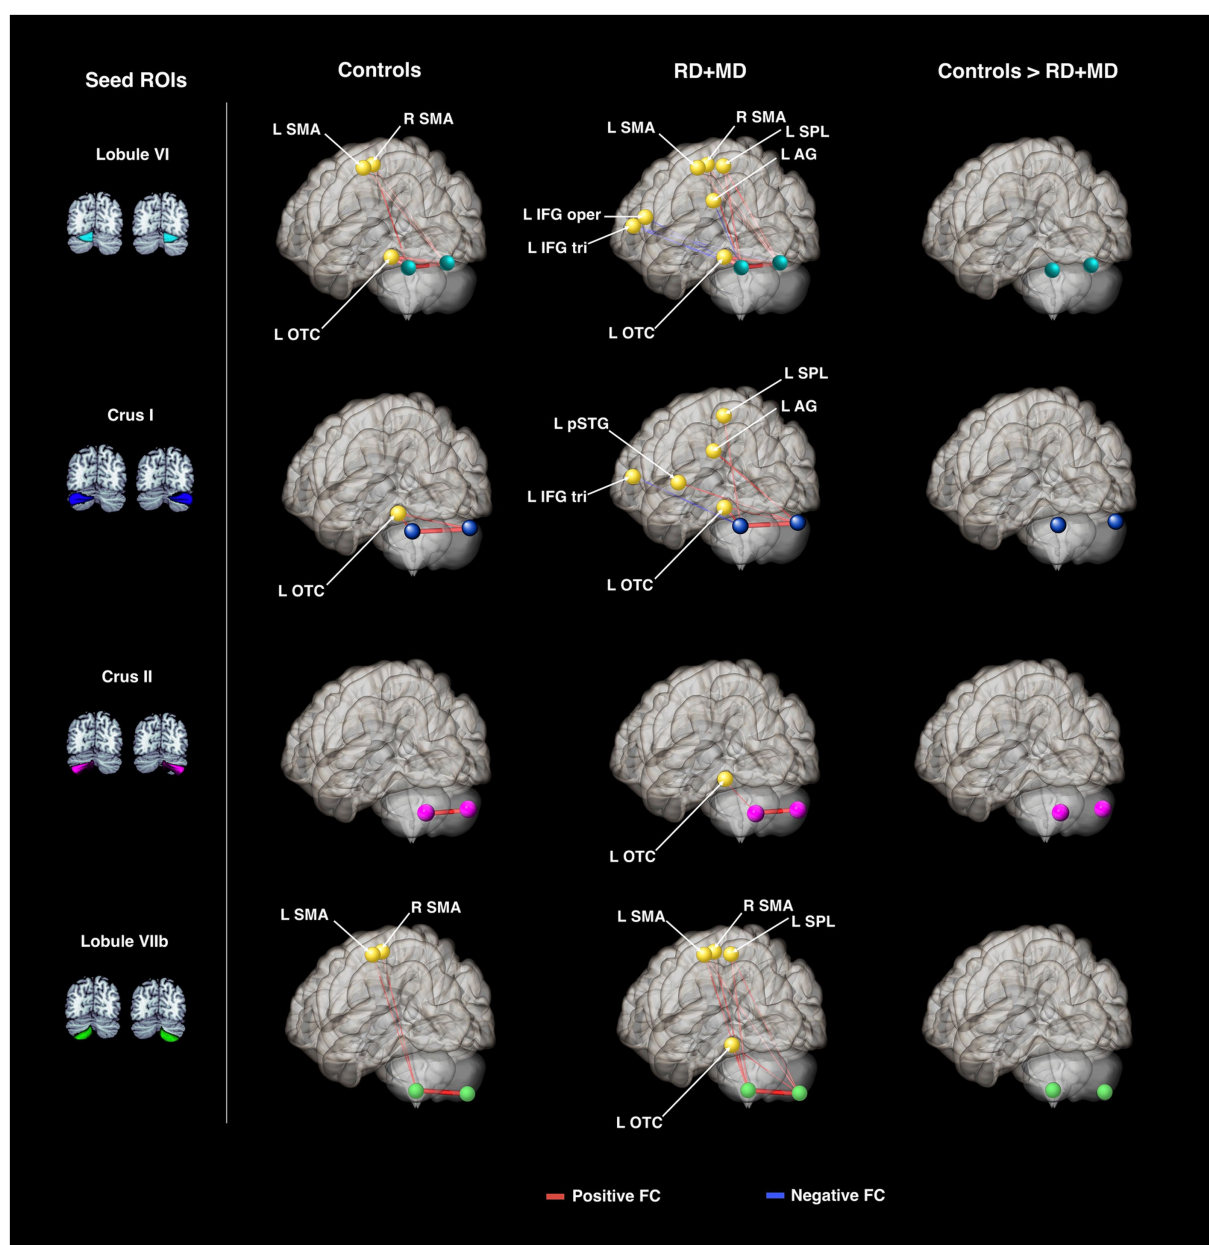 Seed ROIs
Controls
RD+MD
Controls > RD+MD
Lobule VI
L SMA
R SMA
L OTC
L SMA
R SMA
L SPL
L AG
L IFG oper
L IFG tri
L OTC
Crus I
L OTC
L SPL
L AG
L pSTG
L IFG tri
L OTC
Crus II
L OTC
Lobule VIIb
L SMA
R SMA
L SMA
R SMA
L SPL
L OTC
Positive FC
Negative FC